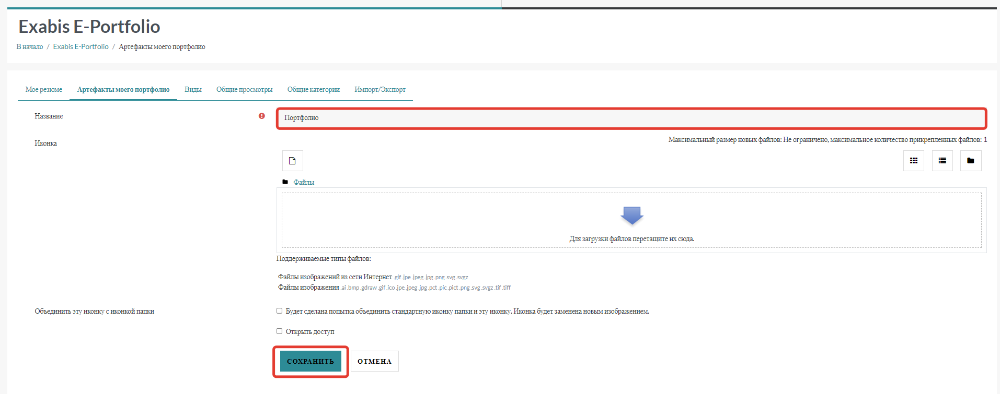 Exabis E-Portfolio
В начало / Exabis E-Portfolio / Артефакты моего портфолио
Мое резюме Артефакты моего портфолио Виды Общие просмотры Общие категории Импорт/Экспорт
Название
Портфолио
Иконка
Максимальный размер новых файлов: Не ограничено, максимальное количество прикрепленных файлов: 1
Файлы
Для загрузки файлов перетащите их сюда.
Поддерживаемые типы файлов:
Файлы изображений из сети Интернет .gif .jpe .jpeg .jpg .png .svg .svgz
Файлы изображения .ai .bmp .gdraw .gif .ico .jpe .jpeg .jpg .pct .pic .pict .png .svg .svgz .tif .tiff
Объединить эту иконку с иконкой папки
Будет сделана попытка объединить стандартную иконку папки и эту иконку. Иконка будет заменена новым изображением.
Открыть доступ
СОХРАНИТЬ ОТМЕНА